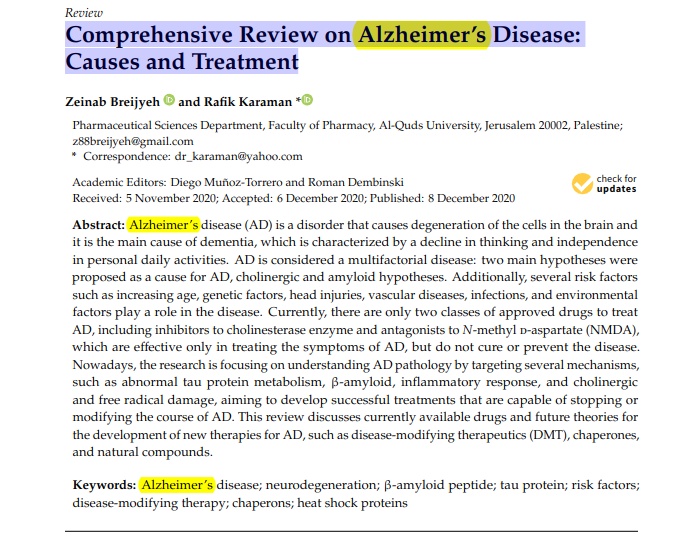 Review
Comprehensive Review on Alzheimer’s Disease:
Causes and Treatment
Zeinab Breijyeh iD and Rafik Karaman * iD
Pharmaceutical Sciences Department, Faculty of Pharmacy, Al-Quds University, Jerusalem 20002, Palestine;
z88breijyeh@gmail.com
* Correspondence: dr_karaman@yahoo.com
Academic Editors: Diego Muñoz-Torrero and Roman Dembinski
Received: 5 November 2020; Accepted: 6 December 2020; Published: 8 December 2020
check for
updates
Abstract: Alzheimer’s disease (AD) is a disorder that causes degeneration of the cells in the brain and
it is the main cause of dementia, which is characterized by a decline in thinking and independence
in personal daily activities. AD is considered a multifactorial disease: two main hypotheses were
proposed as a cause for AD, cholinergic and amyloid hypotheses. Additionally, several risk factors
such as increasing age, genetic factors, head injuries, vascular diseases, infections, and environmental
factors play a role in the disease. Currently, there are only two classes of approved drugs to treat
AD, including inhibitors to cholinesterase enzyme and antagonists to N-methyl ᴅ-aspartate (NMDA),
which are effective only in treating the symptoms of AD, but do not cure or prevent the disease.
Nowadays, the research is focusing on understanding AD pathology by targeting several mechanisms,
such as abnormal tau protein metabolism, β-amyloid, inflammatory response, and cholinergic
and free radical damage, aiming to develop successful treatments that are capable of stopping or
modifying the course of AD. This review discusses currently available drugs and future theories for
the development of new therapies for AD, such as disease-modifying therapeutics (DMT), chaperones,
and natural compounds.
Keywords: Alzheimer’s disease; neurodegeneration; β-amyloid peptide; tau protein; risk factors;
disease-modifying therapy; chaperons; heat shock proteins